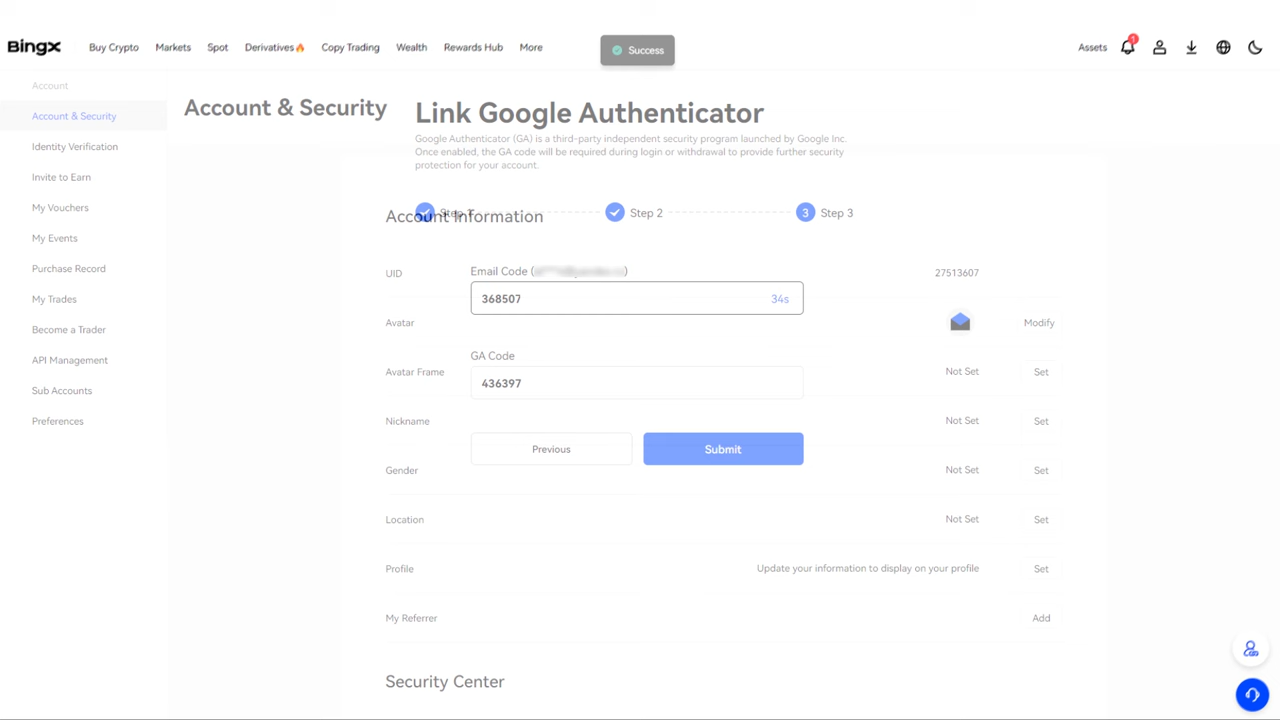 BingX
Buy Crypto
Markets
Spot
Derivatives
Copy Trading
Wealth
Rewards Hub
More
Success
Assets
1
Account
Account & Security
Identity Verification
Invite to Earn
My Vouchers
My Events
Purchase Record
My Trades
Become a Trader
API Management
Sub Accounts
Preferences
Account & Security
Link Google Authenticator
Google Authenticator (GA) is a third-party independent security program launched by Google Inc.
Once enabled, the GA code will be required during login or withdrawal to provide further security
protection for your account.
Account Information
Step 2
3 Step 3
UID
27513607
Email Code (
368507
34s
Avatar
Modify
GA Code
436397
Avatar Frame
Not Set
Set
Nickname
Not Set
Set
Previous
Submit
Gender
Not Set
Set
Location
Not Set
Set
Profile
Update your information to display on your profile
Set
My Referrer
Add
Security Center